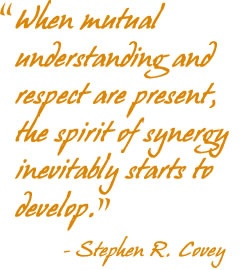 “When mutual
understanding and
respect are present,
the spirit of synergy
inevitably starts to
develop.”
- Stephen R. Covey